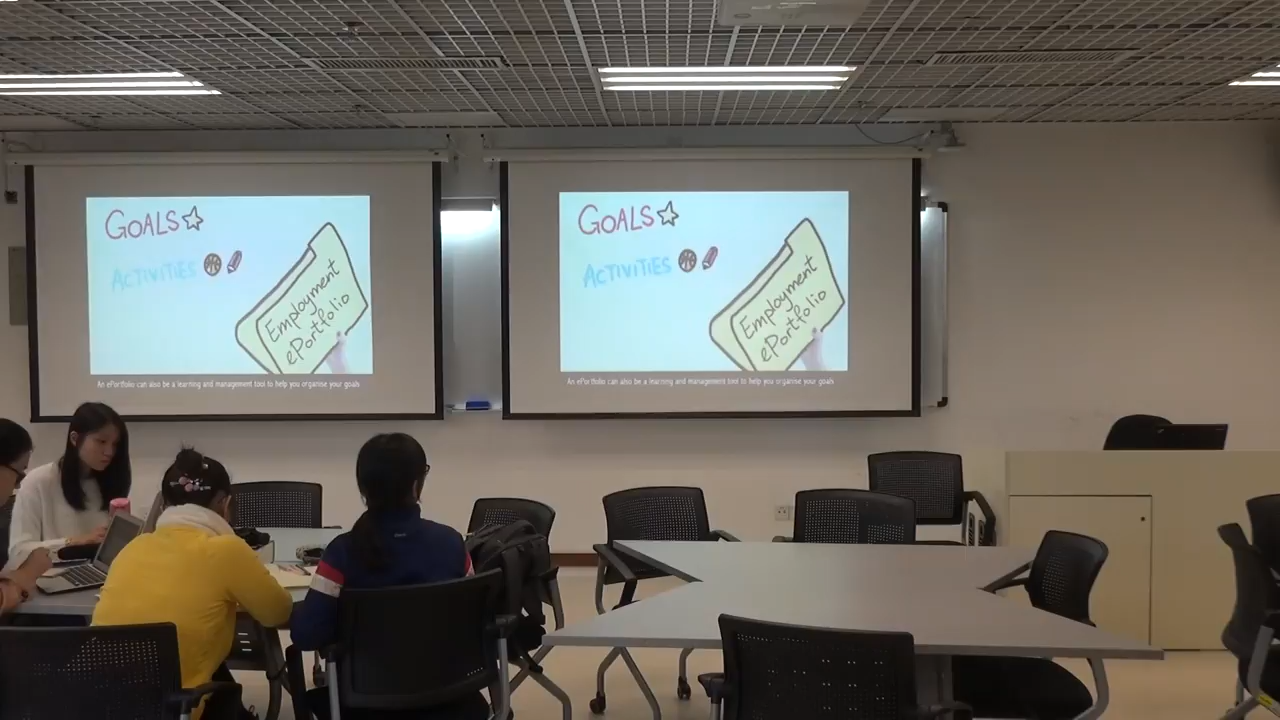 GOALS
ACTIVITIES
Employment
ePortfolio
An ePortfolio can also be a learning and management tool to help you organise your goals
GOALS
ACTIVITIES
Employment
ePortfolio
An ePortfolio can also be a learning and management tool to help you organise your goals